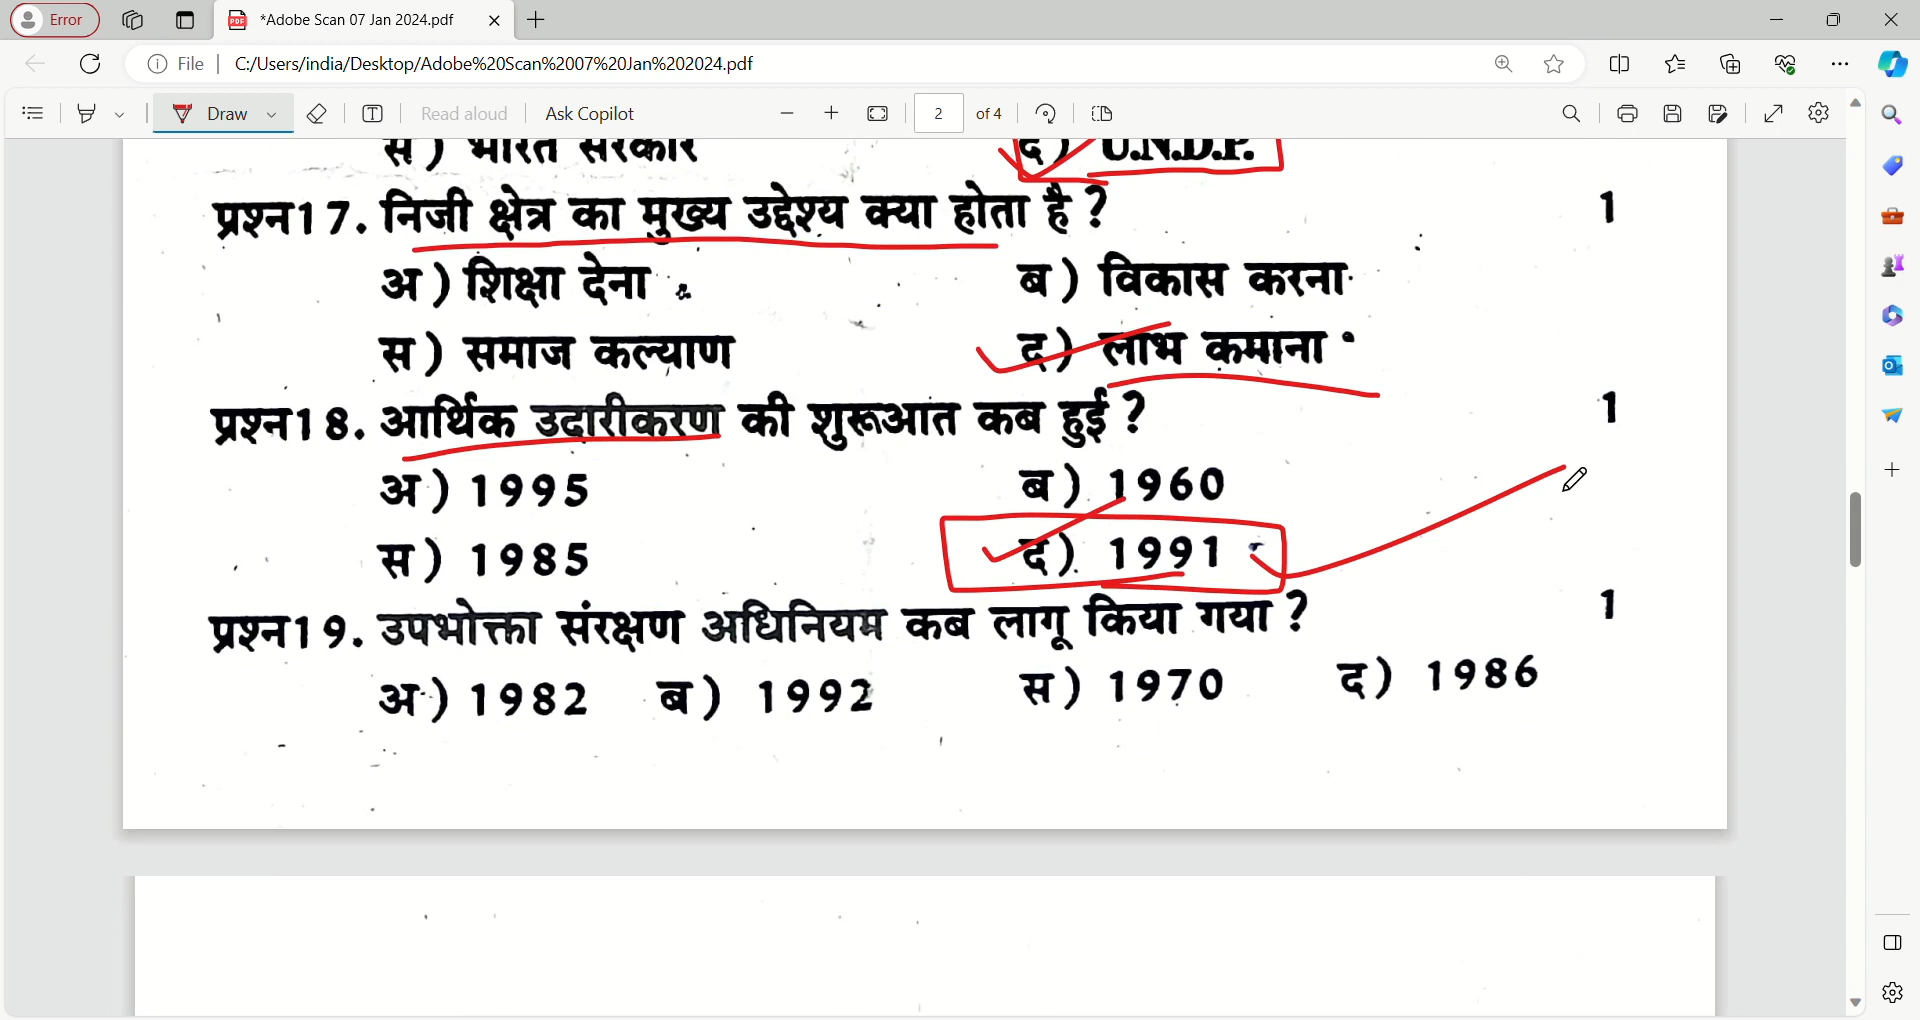 Error
*Adobe Scan 07 Jan 2024.pdf
File
C:/Users/india/Desktop/Adobe%20Scan%2007%20Jan%202024.pdf
Draw
Read aloud
Ask Copilot
2 of 4
स) भारत सरकार द) U.N.D.P.
प्रश्न17. निजी क्षेत्र का मुख्य उद्देश्य क्या होता है ? 1
अ) शिक्षा देना ब) विकास करना
स) समाज कल्याण द) लाभ कमाना
प्रश्न18. आर्थिक उदारीकरण की शुरूआत कब हुई ? 1
अ) 1995 ब) 1960
स) 1985 द) 1991
प्रश्न19. उपभोक्ता संरक्षण अधिनियम कब लागू किया गया ? 1
अ) 1982 ब) 1992 स) 1970 द) 1986